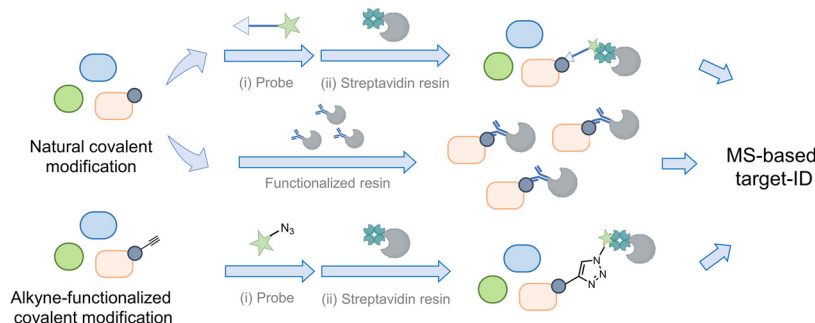 (i) Probe
(ii) Streptavidin resin
Natural covalent
modification
Functionalized resin
MS-based
target-ID
N3
Alkyne-functionalized
covalent modification
(i) Probe
(ii) Streptavidin resin
N
N
N